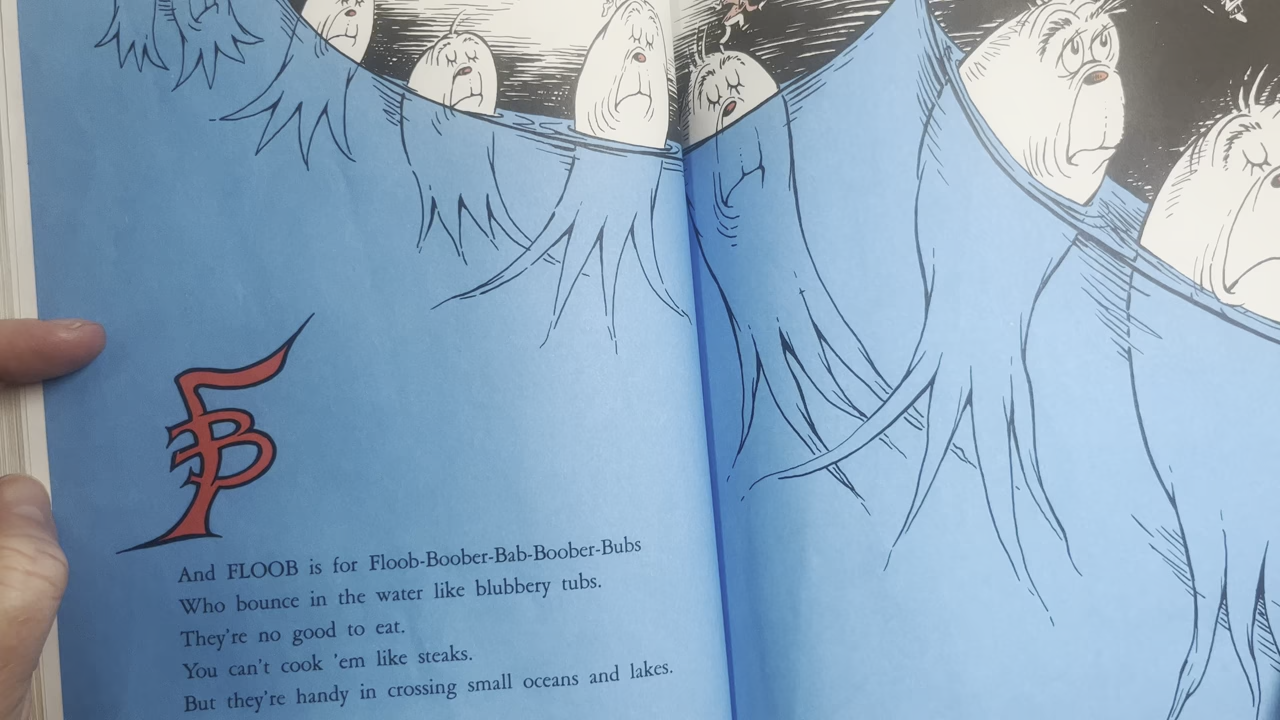 And FLOOB is for Floob-Boober-Bab-Boober-Bubs
Who bounce in the water like blubbery tubs.
They're no good to eat.
You can't cook 'em like steaks.
But they're handy in crossing small oceans and lakes.